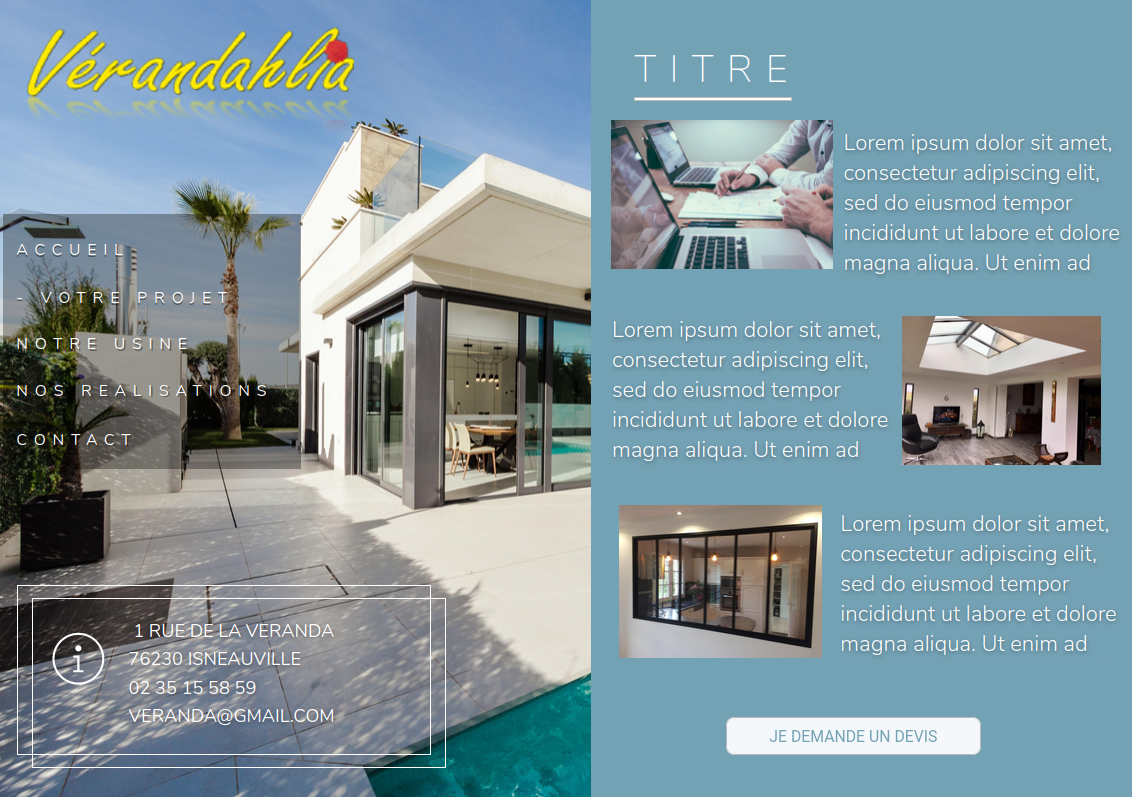 Vérandahlia
ACCUEIL
- VOTRE PROJET
NOTRE USINE
NOS REALISATIONS
CONTACT
1 RUE DE LA VERANDA
76230 ISNEAUVILLE
02 35 15 58 59
VERANDA@GMAIL.COM
TITRE
Lorem ipsum dolor sit amet,
consectetur adipiscing elit,
sed do eiusmod tempor
incididunt ut labore et dolore
magna aliqua. Ut enim ad
Lorem ipsum dolor sit amet,
consectetur adipiscing elit,
sed do eiusmod tempor
incididunt ut labore et dolore
magna aliqua. Ut enim ad
Lorem ipsum dolor sit amet,
consectetur adipiscing elit,
sed do eiusmod tempor
incididunt ut labore et dolore
magna aliqua. Ut enim ad
JE DEMANDE UN DEVIS